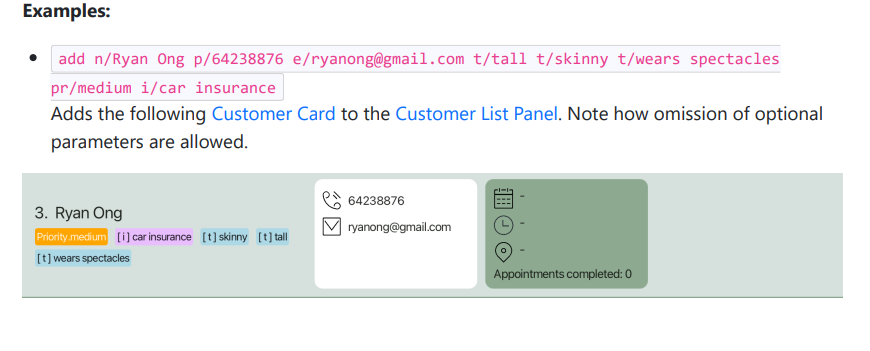 Examples:
add n/Ryan Ong p/64238876 e/ryanong@gmail.com t/tall t/skinny t/wears spectacles
pr/medium i/car insurance
Adds the following Customer Card to the Customer List Panel. Note how omission of optional
parameters are allowed.
3. Ryan Ong
Priority.medium [i] car insurance [t] skinny [t] tall
[t] wears spectacles
64238876
ryanong@gmail.com
-
-
-
Appointments completed: 0